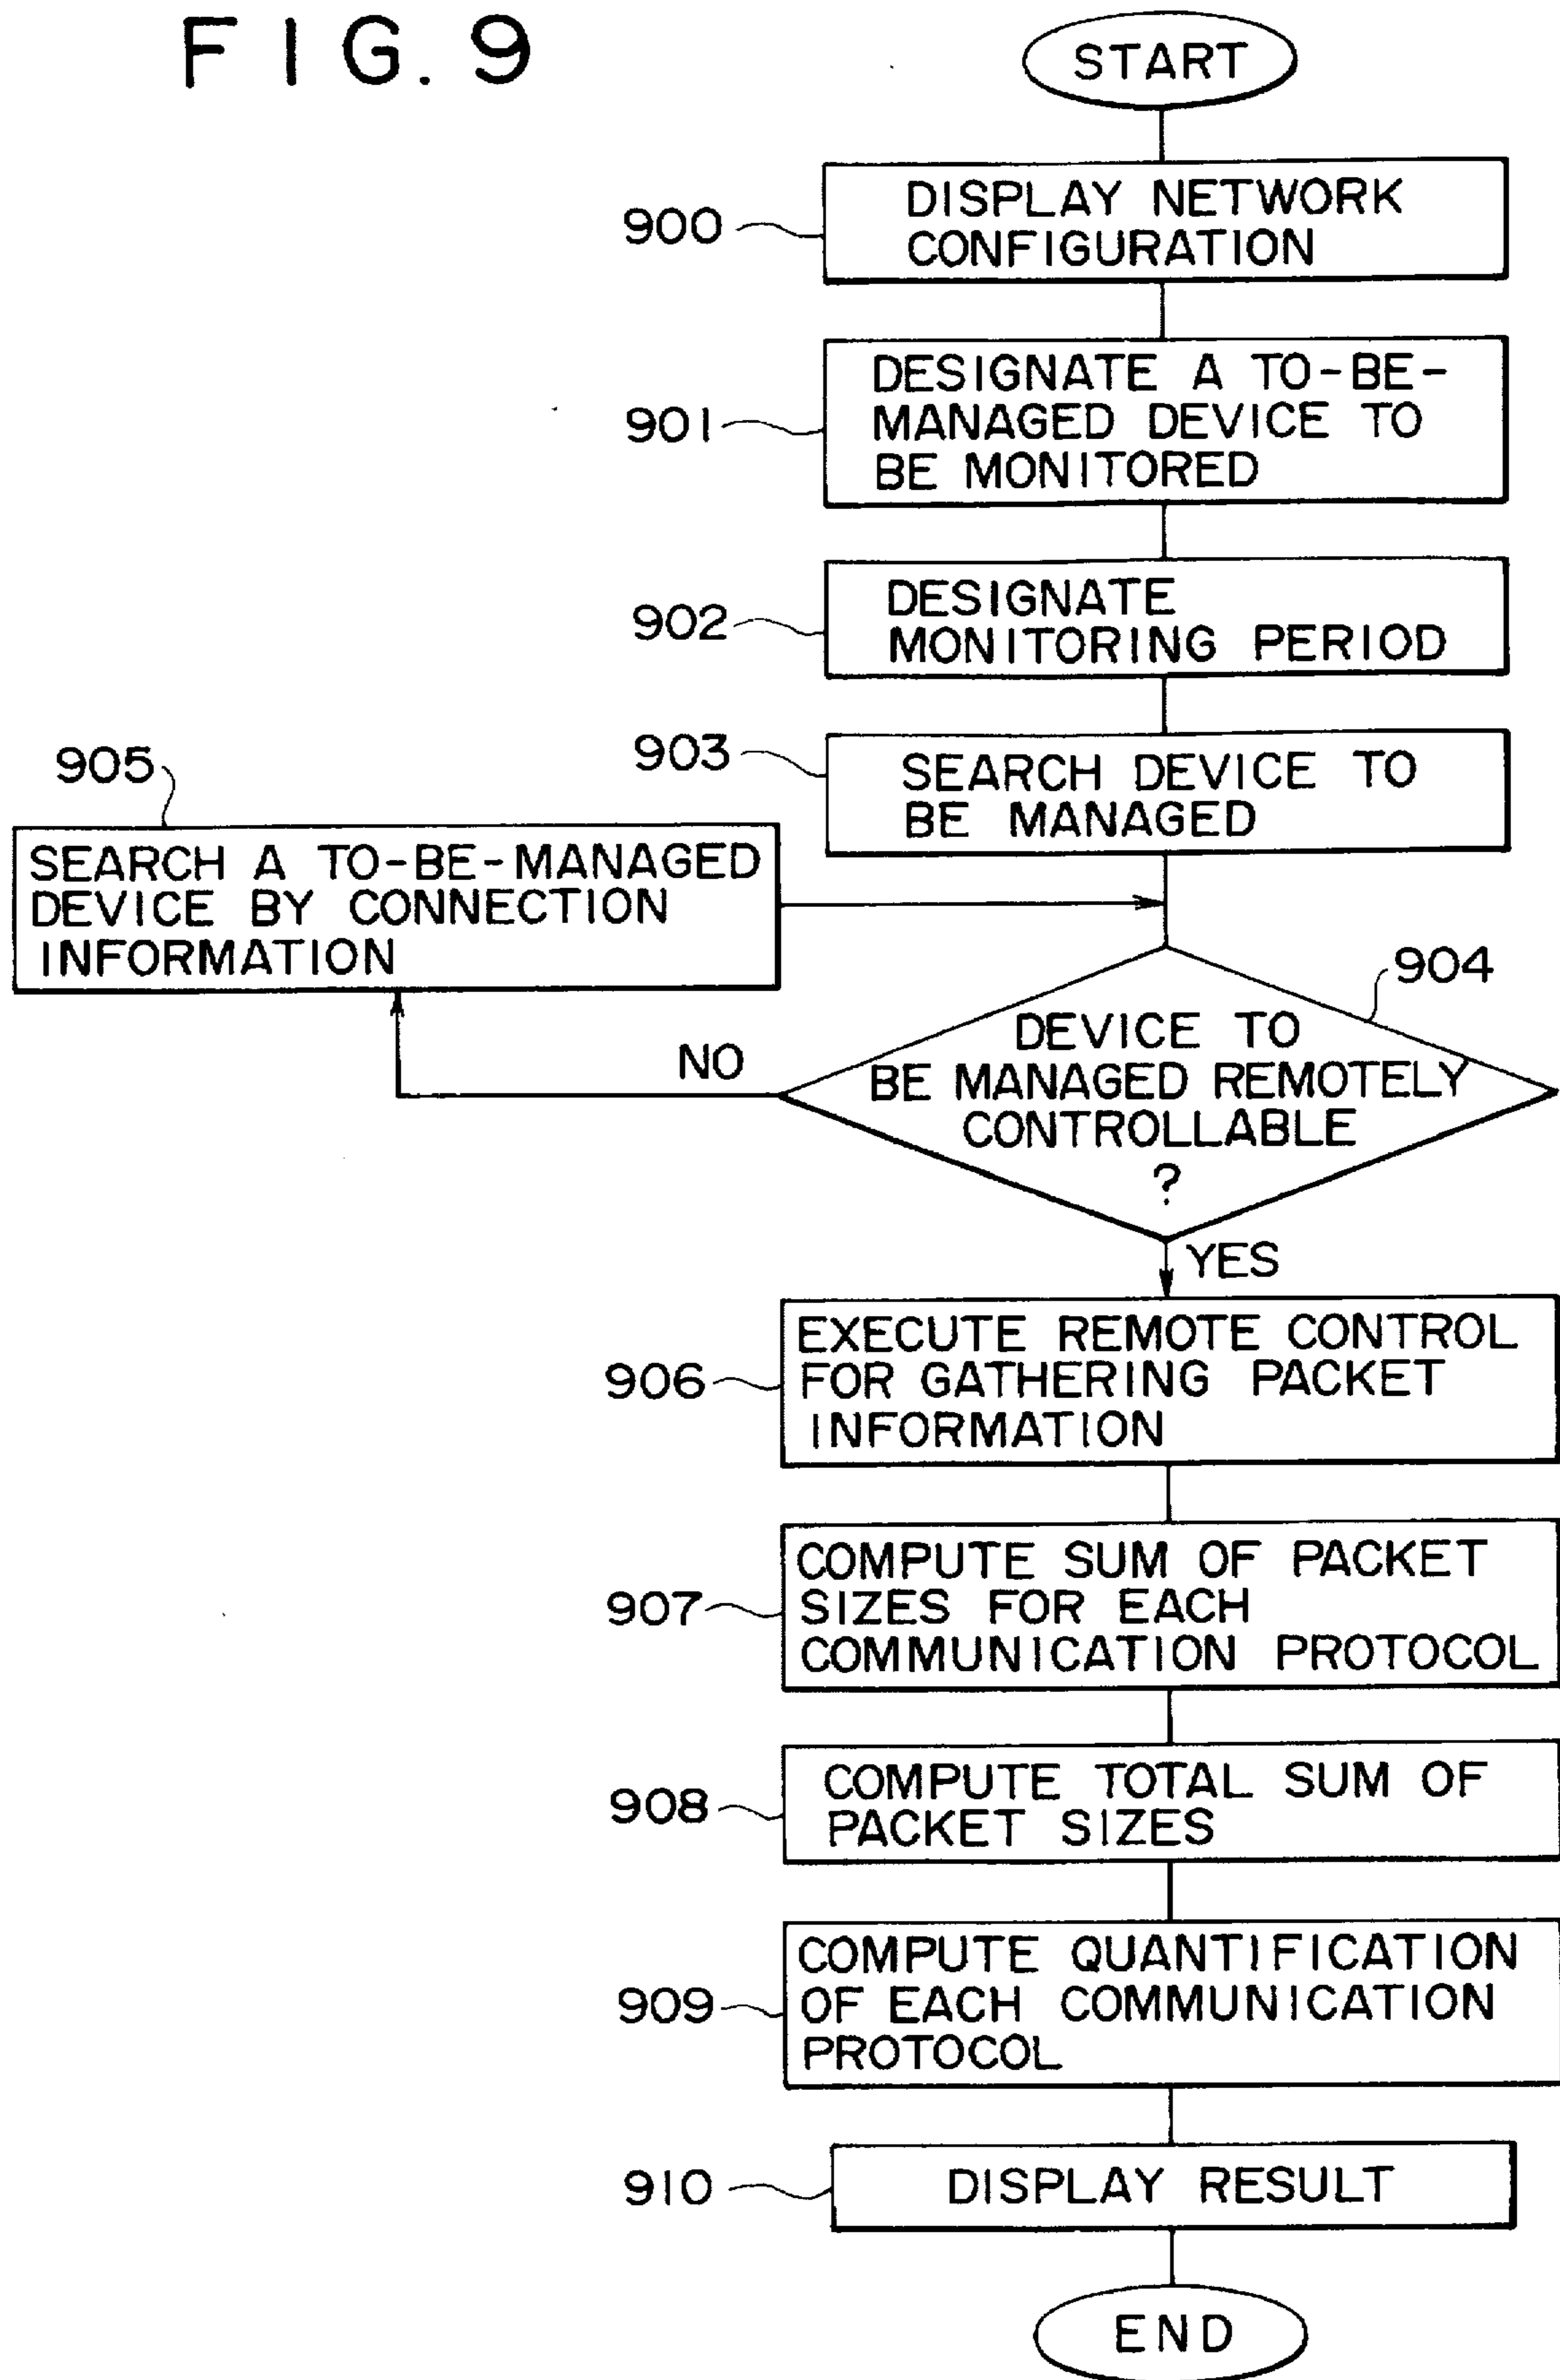 FIG. 9
START
900
DISPLAY NETWORK
CONFIGURATION
901
DESIGNATE A TO-BE-
MANAGED DEVICE TO
BE MONITORED
902
DESIGNATE
MONITORING PERIOD
903
SEARCH DEVICE TO
BE MANAGED
905
SEARCH A TO-BE-MANAGED
DEVICE BY CONNECTION
INFORMATION
904
DEVICE TO
BE MANAGED REMOTELY
CONTROLLABLE
?
NO
YES
906
EXECUTE REMOTE CONTROL
FOR GATHERING PACKET
INFORMATION
907
COMPUTE SUM OF PACKET
SIZES FOR EACH
COMMUNICATION PROTOCOL
908
COMPUTE TOTAL SUM OF
PACKET SIZES
909
COMPUTE QUANTIFICATION
OF EACH COMMUNICATION
PROTOCOL
910
DISPLAY RESULT
END